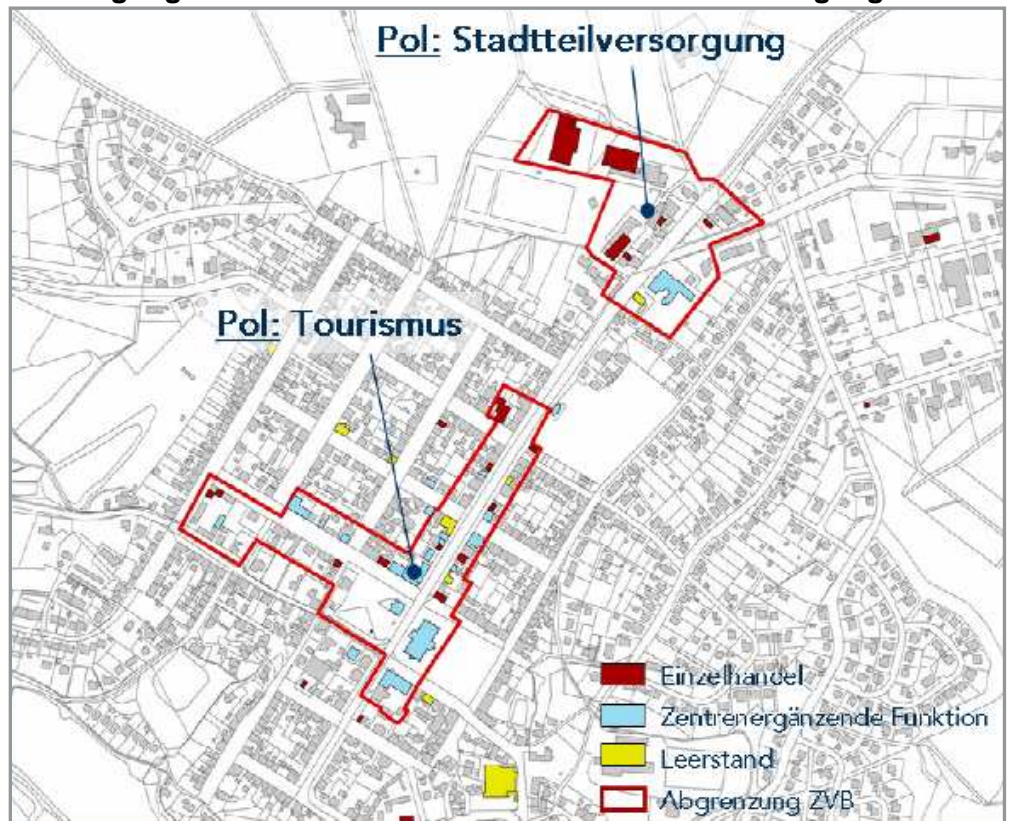 Pol: Stadtteilversorgung
Pol: Tourismus
Einzelhandel
Zentrenergänzende Funktion
Leerstand
Abgrenzung ZVB